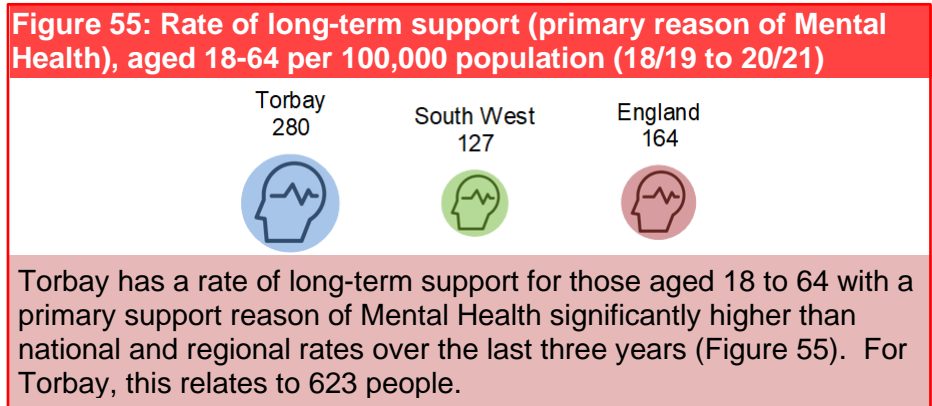 Figure 55: Rate of long-term support (primary reason of Mental
Health), aged 18-64 per 100,000 population (18/19 to 20/21)
Torbay
280
South West
127
England
164
Torbay has a rate of long-term support for those aged 18 to 64 with a
primary support reason of Mental Health significantly higher than
national and regional rates over the last three years (Figure 55).  For
Torbay, this relates to 623 people.